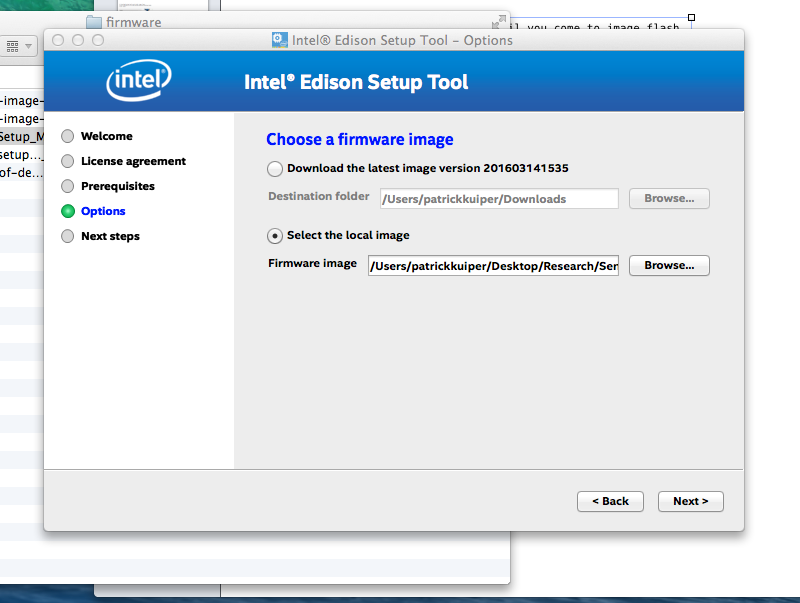 firmware
il you come to image flash
Intel® Edison Setup Tool – Options
-image-
-image-
Setup_M
setup...
of-de...
intel®
Intel® Edison Setup Tool
Welcome
License agreement
Prerequisites
Options
Next steps
Choose a firmware image
Download the latest image version 201603141535
Destination folder /Users/patrickkuiper/Downloads Browse...
Select the local image
Firmware image /Users/patrickkuiper/Desktop/Research/Ser Browse...
< Back Next >